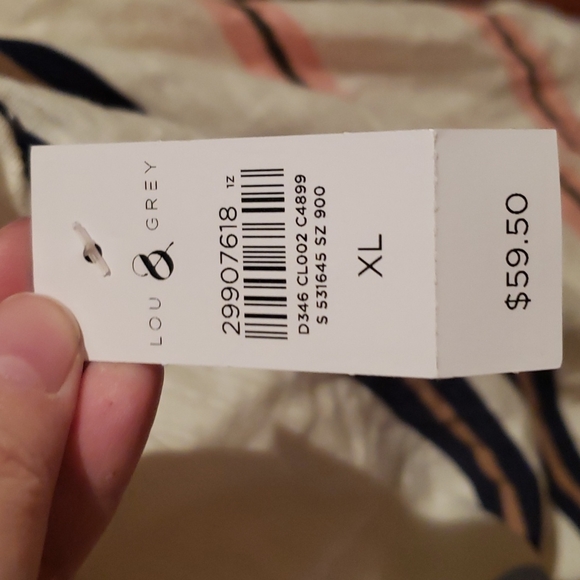 LOU & GREY
29907618 1Z
D346 CL002 C4899
S 531645 SZ 900
XL
$59.50